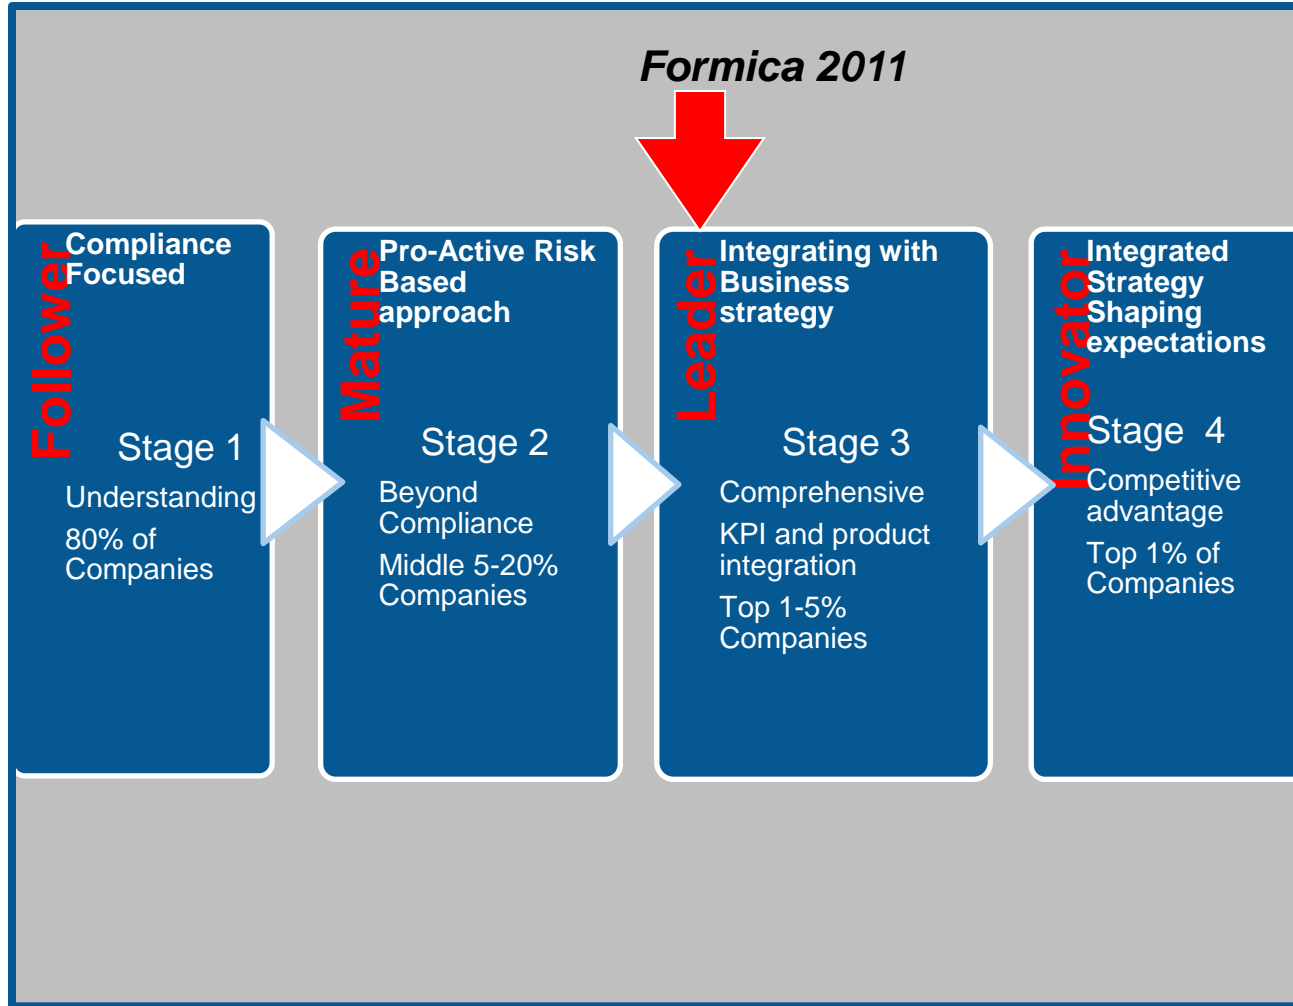 Formica 2011
Follower
Compliance
Focused
Stage 1
Understanding
80% of
Companies
Mature
Pro-Active Risk
Based
approach
Stage 2
Beyond
Compliance
Middle 5-20%
Companies
Leader
Integrating with
Business
strategy
Stage 3
Comprehensive
KPI and product
integration
Top 1-5%
Companies
Innovator
Integrated
Strategy
Shaping
expectations
Stage 4
Competitive
advantage
Top 1% of
Companies